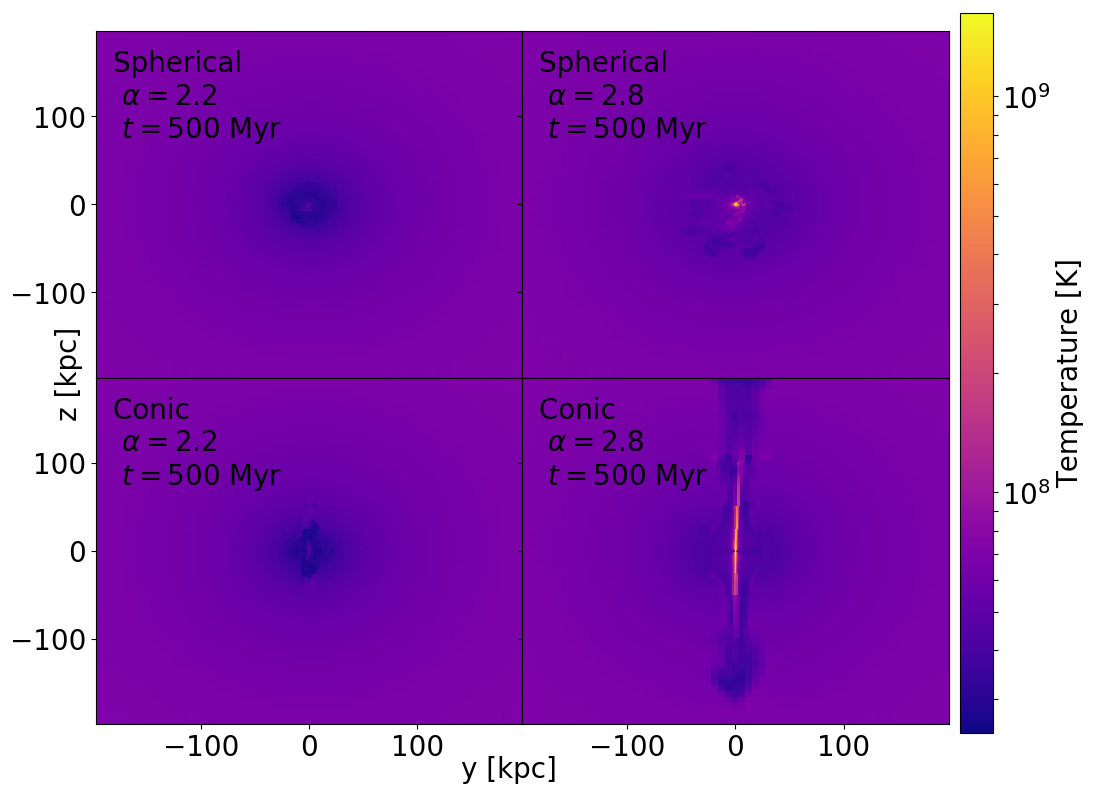 Spherical
α = 2.2
t = 500 Myr
Spherical
α = 2.8
t = 500 Myr
Conic
α = 2.2
t = 500 Myr
Conic
α = 2.8
t = 500 Myr
100
0
−100
100
0
−100
z [kpc]
−100 0 100
−100 0 100
y [kpc]
10⁹
10⁸
Temperature [K]